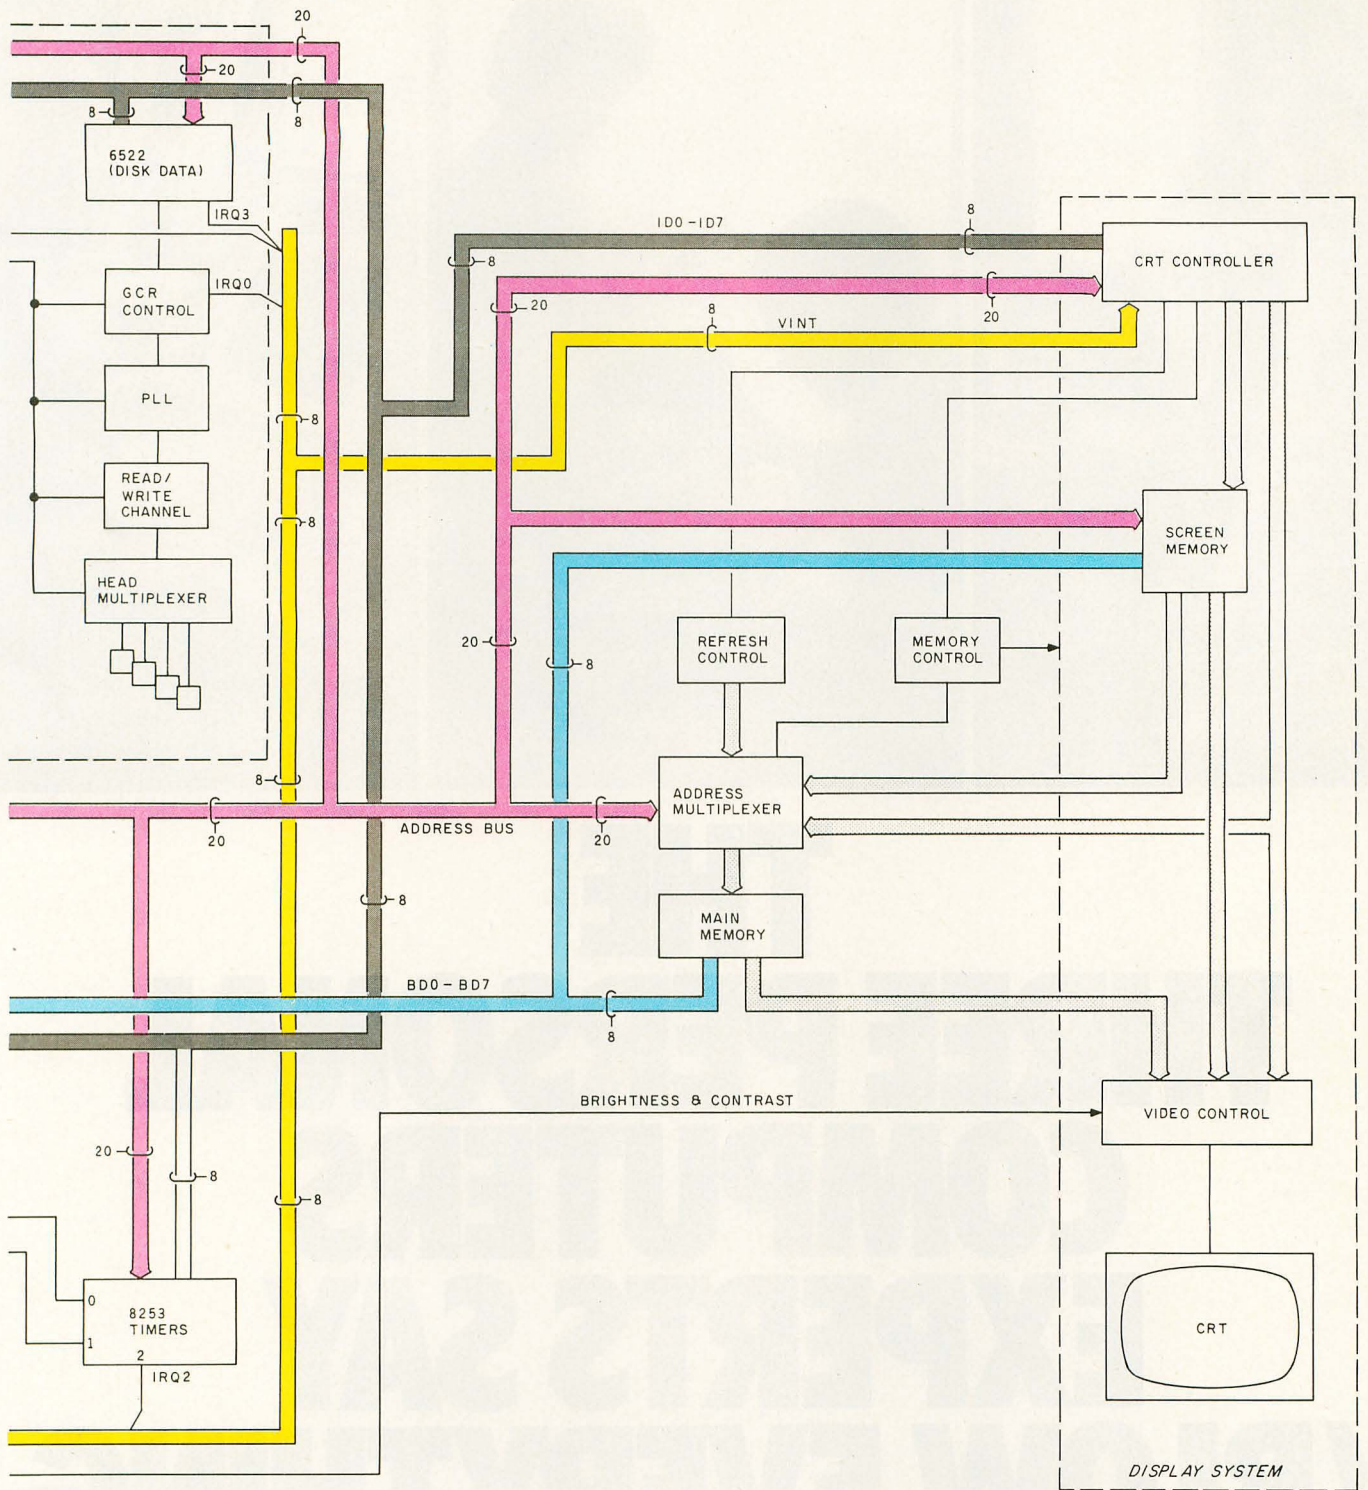 20
20
8
8
6522
(DISK DATA)
IRQ3
8
ID0-ID7
8
CRT CONTROLLER
GCR
CONTROL
IRQ0
20
20
8
VINT
PLL
8
READ/
WRITE
CHANNEL
8
SCREEN
MEMORY
HEAD
MULTIPLEXER
20
8
REFRESH
CONTROL
MEMORY
CONTROL
8
ADDRESS
MULTIPLEXER
20
ADDRESS BUS
20
8
MAIN
MEMORY
BD0-BD7
8
BRIGHTNESS & CONTRAST
VIDEO CONTROL
20
8
8
0
8253
TIMERS
1
2
IRQ2
CRT
DISPLAY SYSTEM